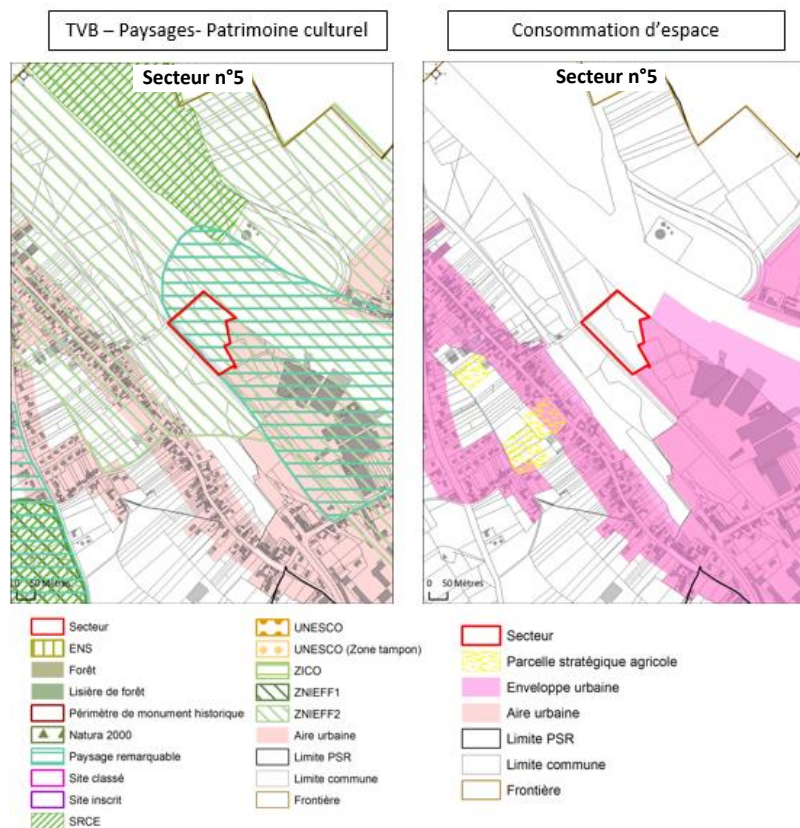 TVB – Paysages- Patrimoine culturel
Consommation d'espace
Secteur n°5
Secteur n°5
0 50 Mètres
0 50 Mètres
Secteur
ENS
Forêt
Lisière de forêt
Périmètre de monument historique
Natura 2000
Paysage remarquable
Site classé
Site inscrit
SRCE
UNESCO
UNESCO (Zone tampon)
ZICO
ZNIEFF1
ZNIEFF2
Aire urbaine
Limite PSR
Limite commune
Frontière
Secteur
Parcelle stratégique agricole
Enveloppe urbaine
Aire urbaine
Limite PSR
Limite commune
Frontière